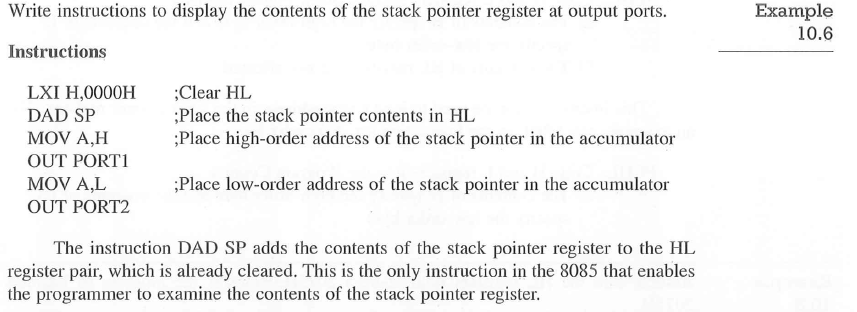 Write instructions to display the contents of the stack pointer register at output ports.
Example
10.6
Instructions
LXI H,0000H ;Clear HL
DAD SP ;Place the stack pointer contents in HL
MOV A,H ;Place high-order address of the stack pointer in the accumulator
OUT PORT1
MOV A,L ;Place low-order address of the stack pointer in the accumulator
OUT PORT2
The instruction DAD SP adds the contents of the stack pointer register to the HL
register pair, which is already cleared. This is the only instruction in the 8085 that enables
the programmer to examine the contents of the stack pointer register.